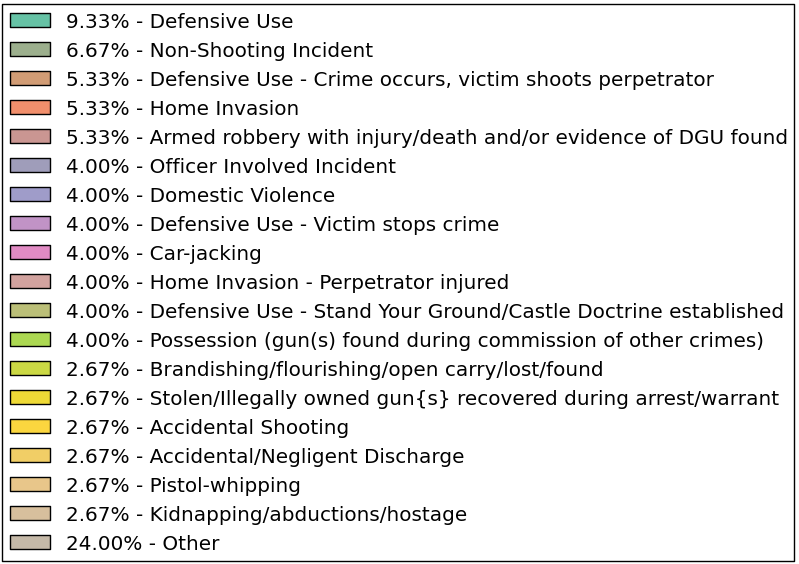 9.33% - Defensive Use
6.67% - Non-Shooting Incident
5.33% - Defensive Use - Crime occurs, victim shoots perpetrator
5.33% - Home Invasion
5.33% - Armed robbery with injury/death and/or evidence of DGU found
4.00% - Officer Involved Incident
4.00% - Domestic Violence
4.00% - Defensive Use - Victim stops crime
4.00% - Car-jacking
4.00% - Home Invasion - Perpetrator injured
4.00% - Defensive Use - Stand Your Ground/Castle Doctrine established
4.00% - Possession (gun(s) found during commission of other crimes)
2.67% - Brandishing/flourishing/open carry/lost/found
2.67% - Stolen/Illegally owned gun{s} recovered during arrest/warrant
2.67% - Accidental Shooting
2.67% - Accidental/Negligent Discharge
2.67% - Pistol-whipping
2.67% - Kidnapping/abductions/hostage
24.00% - Other